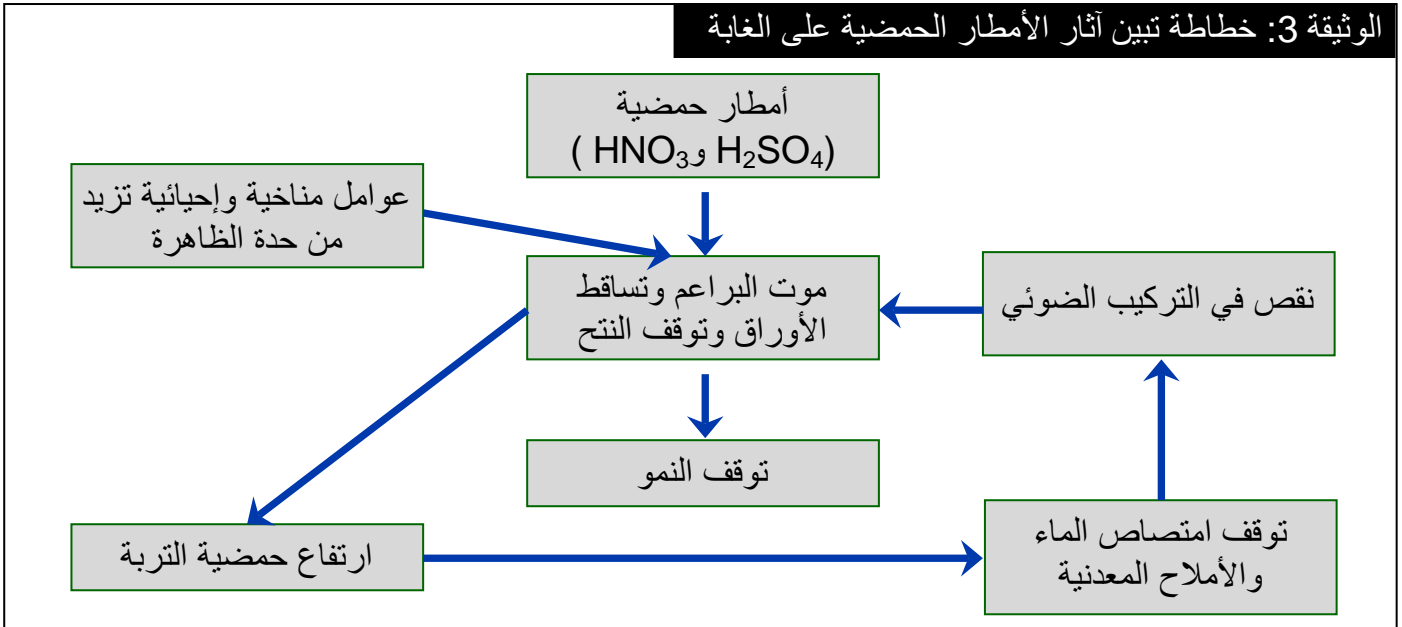 الوثيقة 3: خطاطة تبين آثار الأمطار الحمضية على الغابة
أمطار حمضية
(H₂SO₄ وHNO₃ )
عوامل مناخية وإحيائية تزيد
من حدة الظاهرة
موت البراعم وتساقط
الأوراق وتوقف النتح
نقص في التركيب الضوئي
توقف النمو
ارتفاع حمضية التربة
توقف امتصاص الماء
والأملاح المعدنية